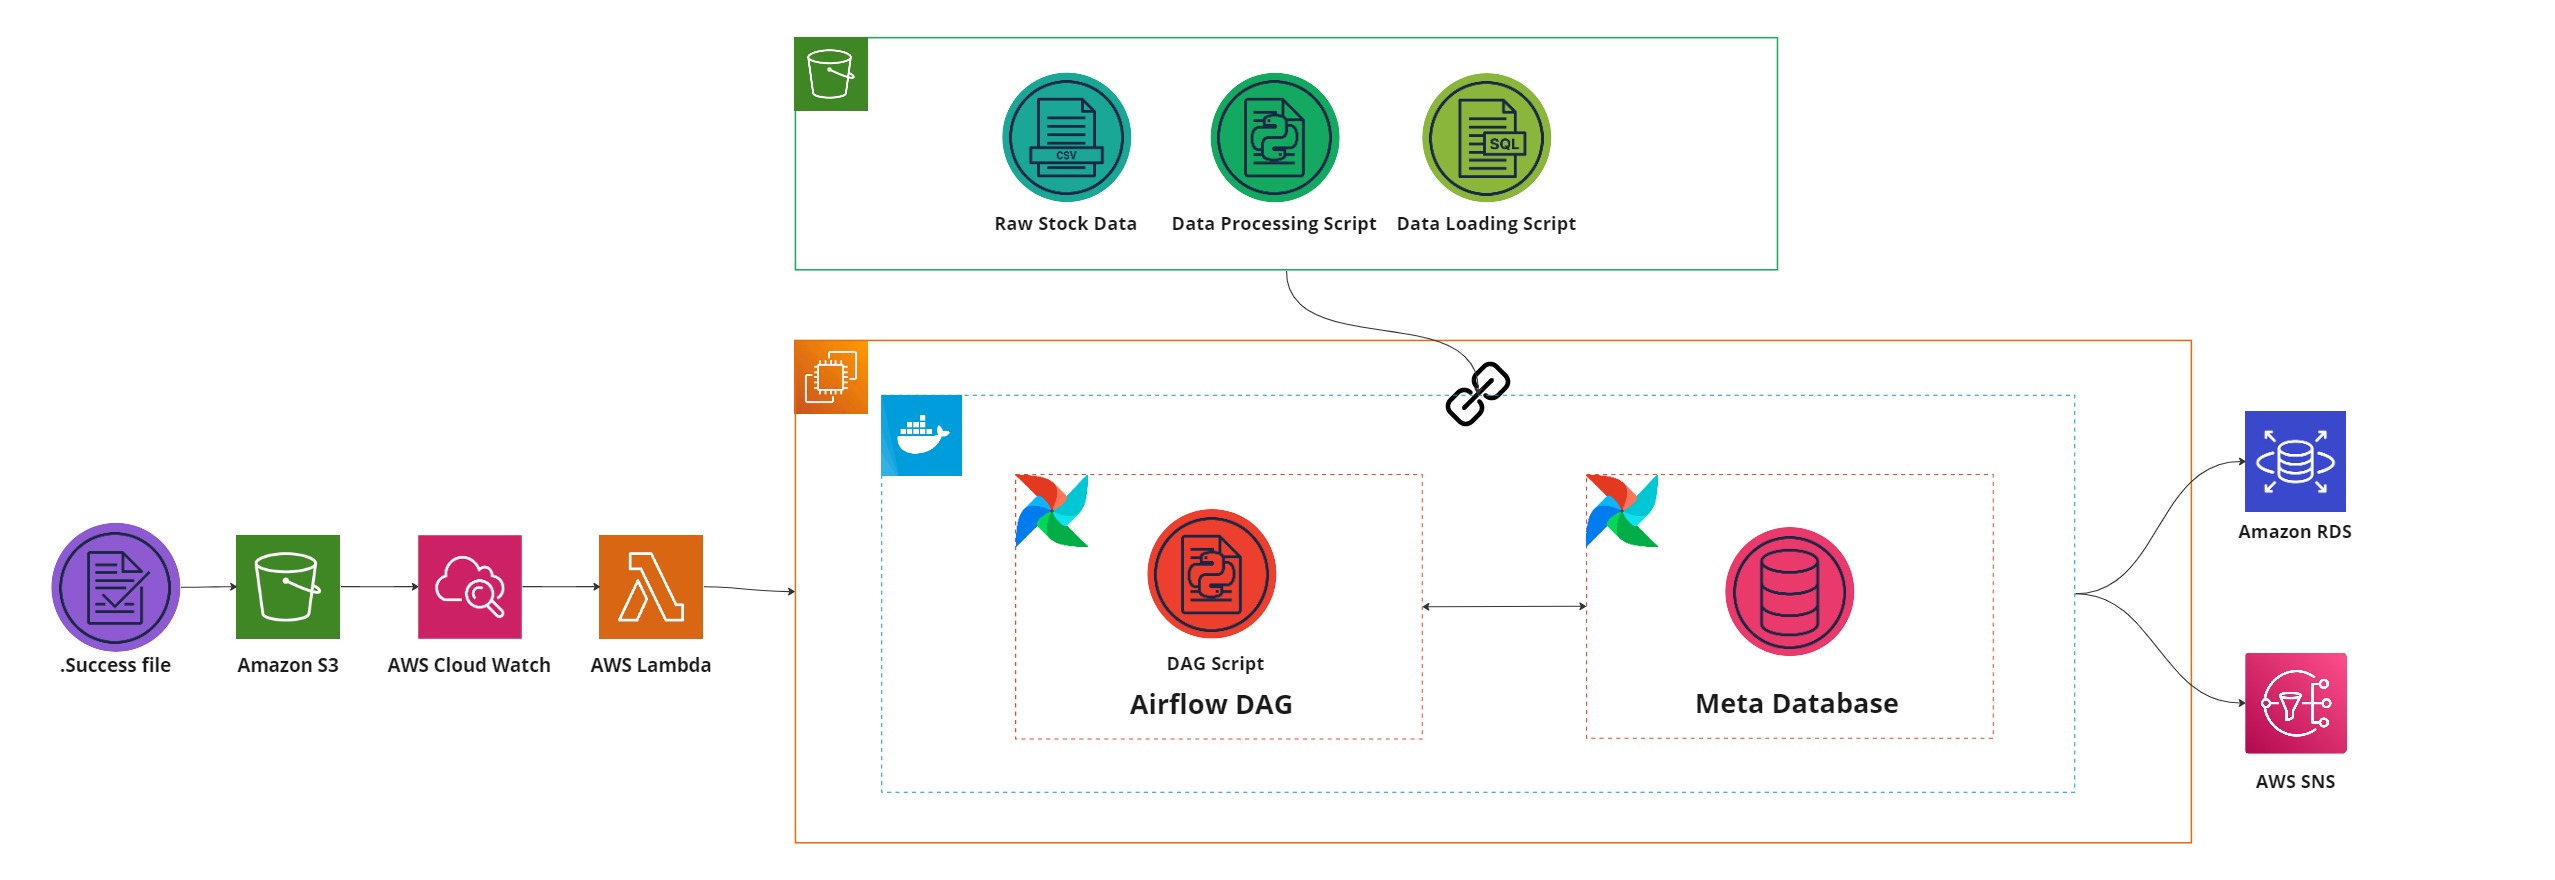 CSV
SQL
Raw Stock Data
Data Processing Script
Data Loading Script
.Success file
Amazon S3
AWS Cloud Watch
AWS Lambda
DAG Script
Airflow DAG
Meta Database
Amazon RDS
AWS SNS